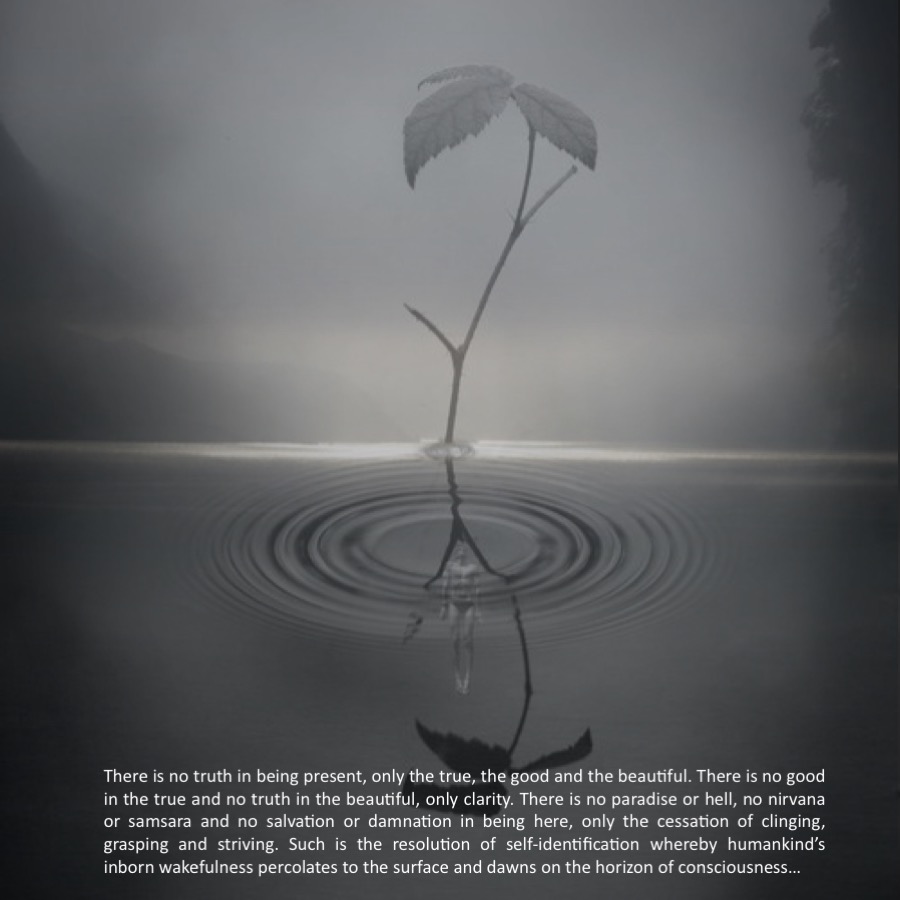 There is no truth in being present, only the true, the good and the beautiful. There is no good
in the true and no truth in the beautiful, only clarity. There is no paradise or hell, no nirvana
or samsara and no salvation or damnation in being here, only the cessation of clinging,
grasping and striving. Such is the resolution of self-identification whereby humankind’s
inborn wakefulness percolates to the surface and dawns on the horizon of consciousness...